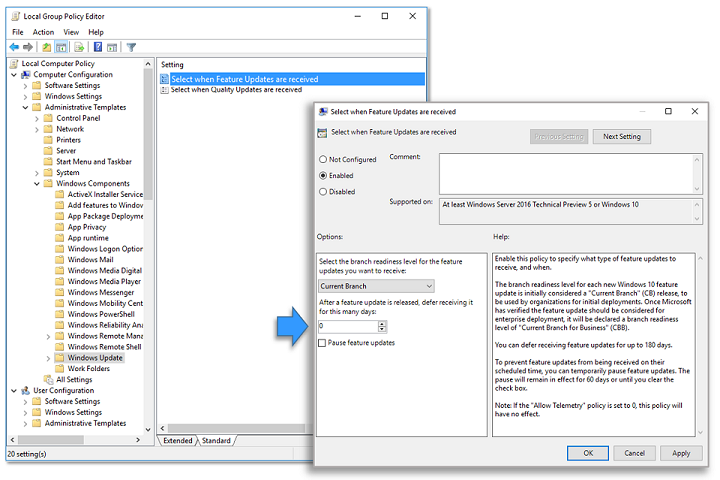 Local Group Policy Editor
File Action View Help
Local Computer Policy
Computer Configuration
Software Settings
Windows Settings
Administrative Templates
Control Panel
Network
Printers
Server
Start Menu and Taskbar
System
Windows Components
ActiveX Installer Service
Add features to Window
App Package Deployme
App Privacy
App runtime
Windows Logon Option
Windows Mail
Windows Media Digital
Windows Media Player
Windows Messenger
Windows Mobility Cent
Windows PowerShell
Windows Reliability Ana
Windows Remote Mana
Windows Remote Shell
Windows Update
Work Folders
All Settings
User Configuration
Software Settings
Windows Settings
Administrative Templates
Setting
Select when Feature Updates are received
Select when Quality Updates are received
Extended Standard
20 setting(s)
Select when Feature Updates are received
Select when Feature Updates are received
Previous Setting Next Setting
Not Configured
Enabled
Disabled
Comment:
Supported on:
At least Windows Server 2016 Technical Preview 5 or Windows 10
Options:
Select the branch readiness level for the feature
updates you want to receive:
Current Branch
After a feature update is released, defer receiving it
for this many days:
0
Pause feature updates
Help:
Enable this policy to specify what type of feature updates to
receive, and when.
The branch readiness level for each new Windows 10 feature
update is initially considered a "Current Branch" (CB) release, to
be used by organizations for initial deployments. Once Microsoft
has verified the feature update should be considered for
enterprise deployment, it will be declared a branch readiness
level of "Current Branch for Business" (CBB).
You can defer receiving feature updates for up to 180 days.
To prevent feature updates from being received on their
scheduled time, you can temporarily pause feature updates. The
pause will remain in effect for 60 days or until you clear the
check box.
Note: If the "Allow Telemetry" policy is set to 0, this policy will
have no effect.
OK Cancel Apply